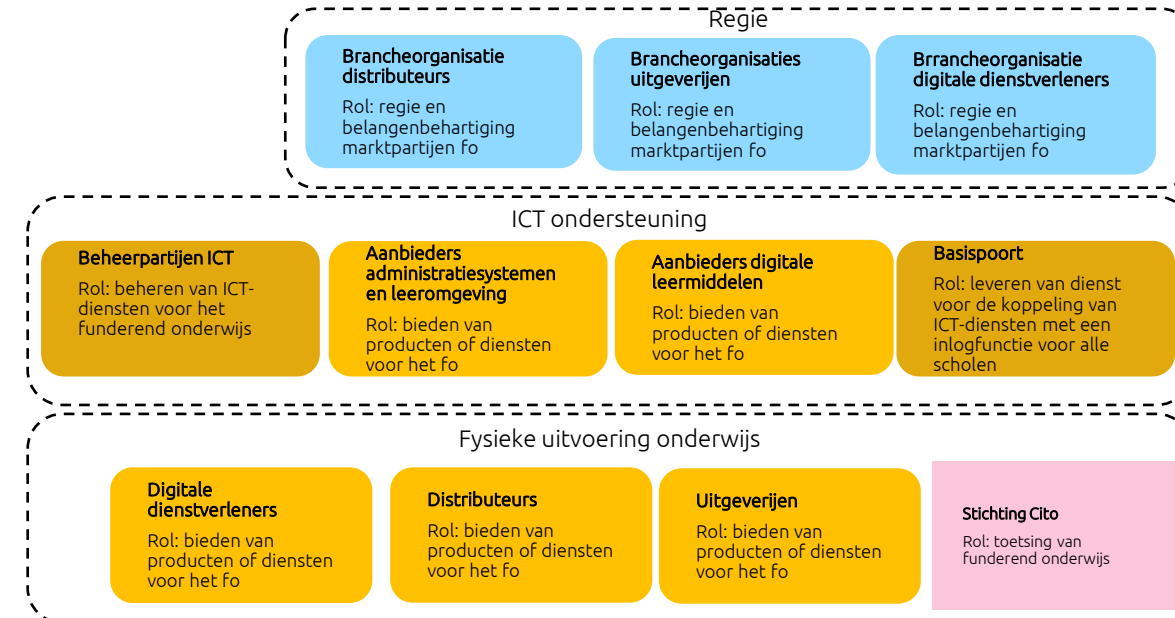 Regie
Brancheorganisatie
distributeurs
Rol: regie en
belangenbehartiging
marktpartijen fo
Brancheorganisaties
uitgeverijen
Rol: regie en
belangenbehartiging
marktpartijen fo
Brrancheorganisatie
digitale dienstverleners
Rol: regie en
belangenbehartiging
marktpartijen fo
ICT ondersteuning
Beheerpartijen ICT
Rol: beheren van ICT-
diensten voor het
funderend onderwijs
Aanbieders
administratiesystemen
en leeromgeving
Rol: bieden van
producten of diensten
voor het fo
Aanbieders digitale
leermiddelen
Rol: bieden van
producten of diensten
voor het fo
Basispoort
Rol: leveren van dienst
voor de koppeling van
ICT-diensten met een
inlogfunctie voor alle
scholen
Fysieke uitvoering onderwijs
Digitale
dienstverleners
Rol: bieden van
producten of diensten
voor het fo
Distributeurs
Rol: bieden van
producten of diensten
voor het fo
Uitgeverijen
Rol: bieden van
producten of diensten
voor het fo
Stichting Cito
Rol: toetsing van
funderend onderwijs